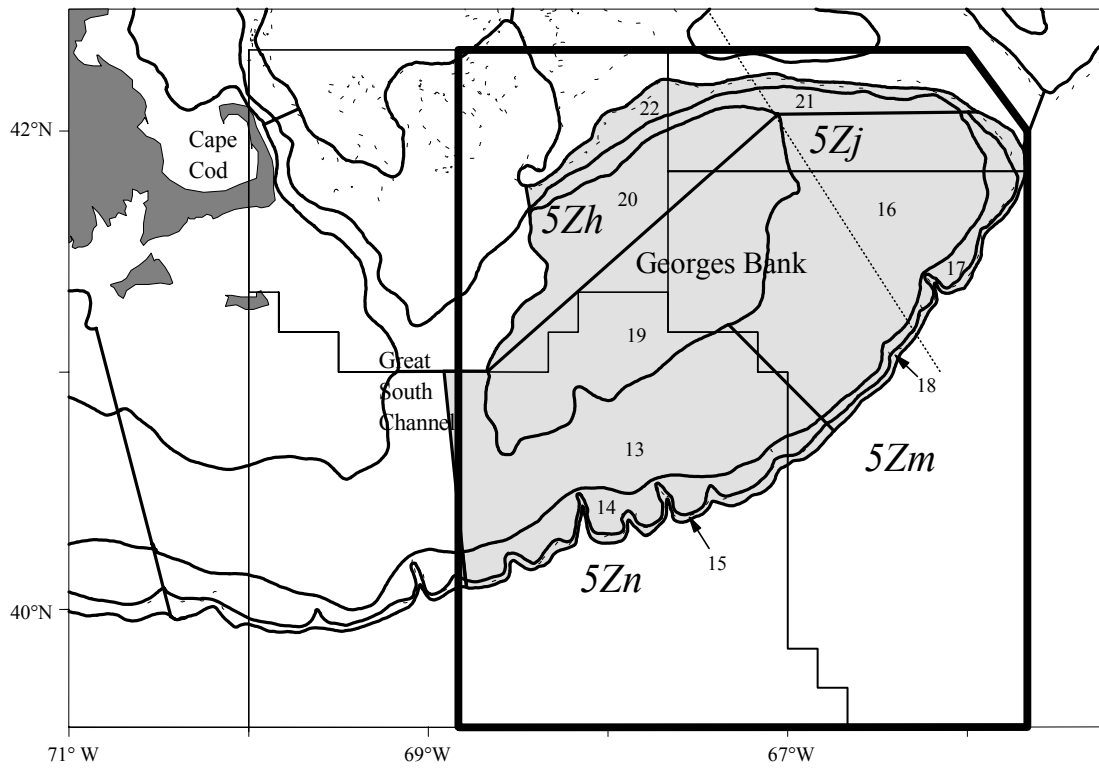 22
21
42°N
Cape
Cod
5Zj
20
16
5Zh
Georges Bank
17
19
Great
South
Channel
18
13
5Zm
14
15
5Zn
40°N
71° W
69°W
67°W